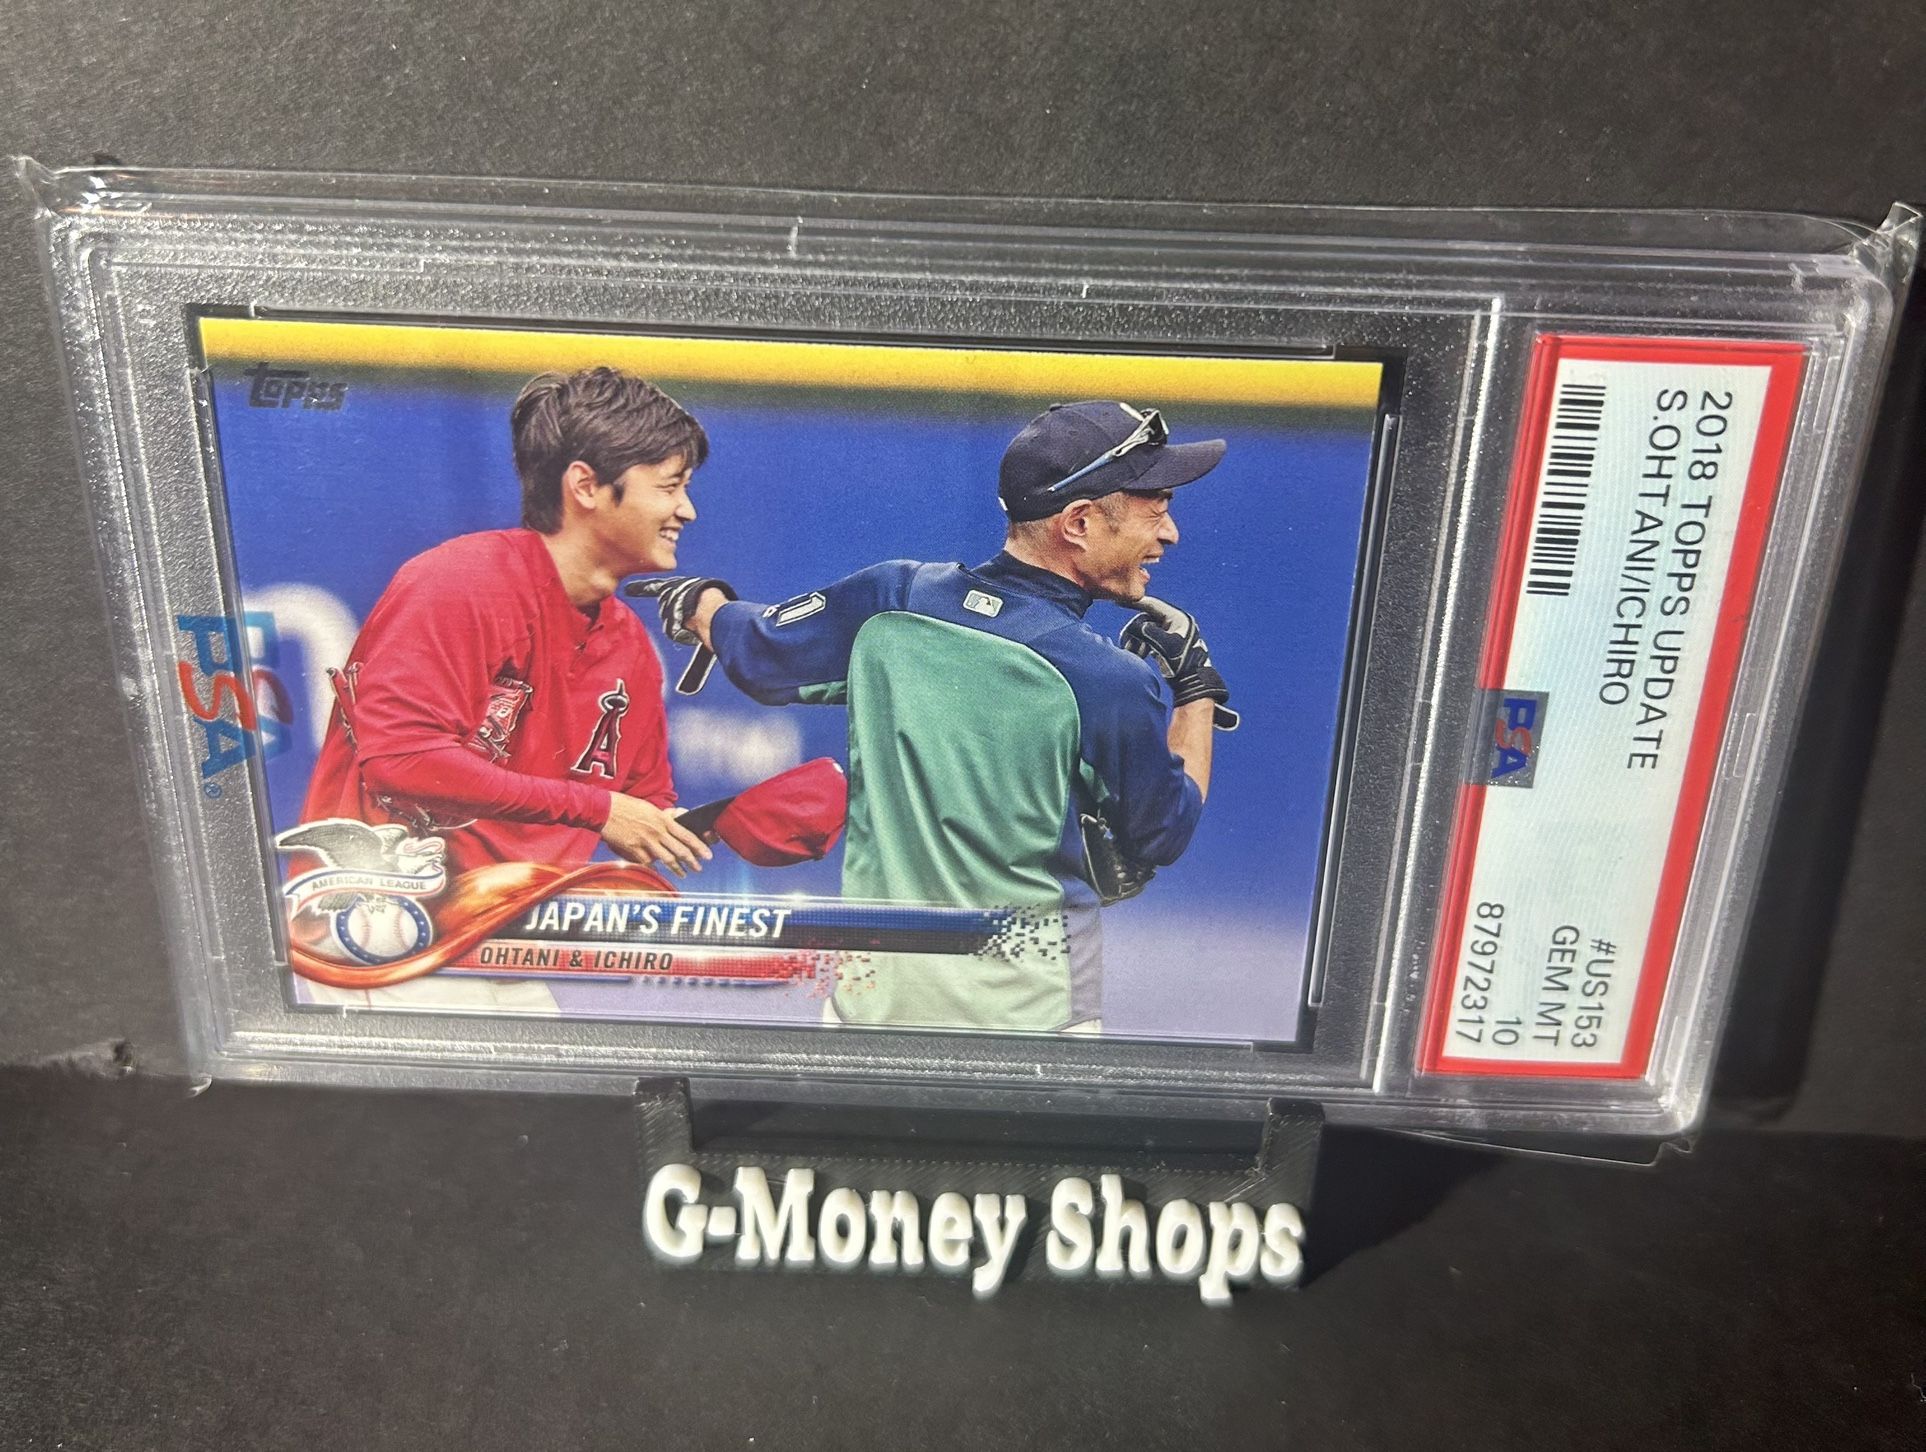 Topps
PSA®
A
51
AMERICAN LEAGUE
JAPAN'S FINEST
OHTANI & ICHIRO
2018 TOPPS UPDATE
S.OHTANI/ICHIRO
PSA
#US153
GEM MT
10
87972317
G-Money Shops